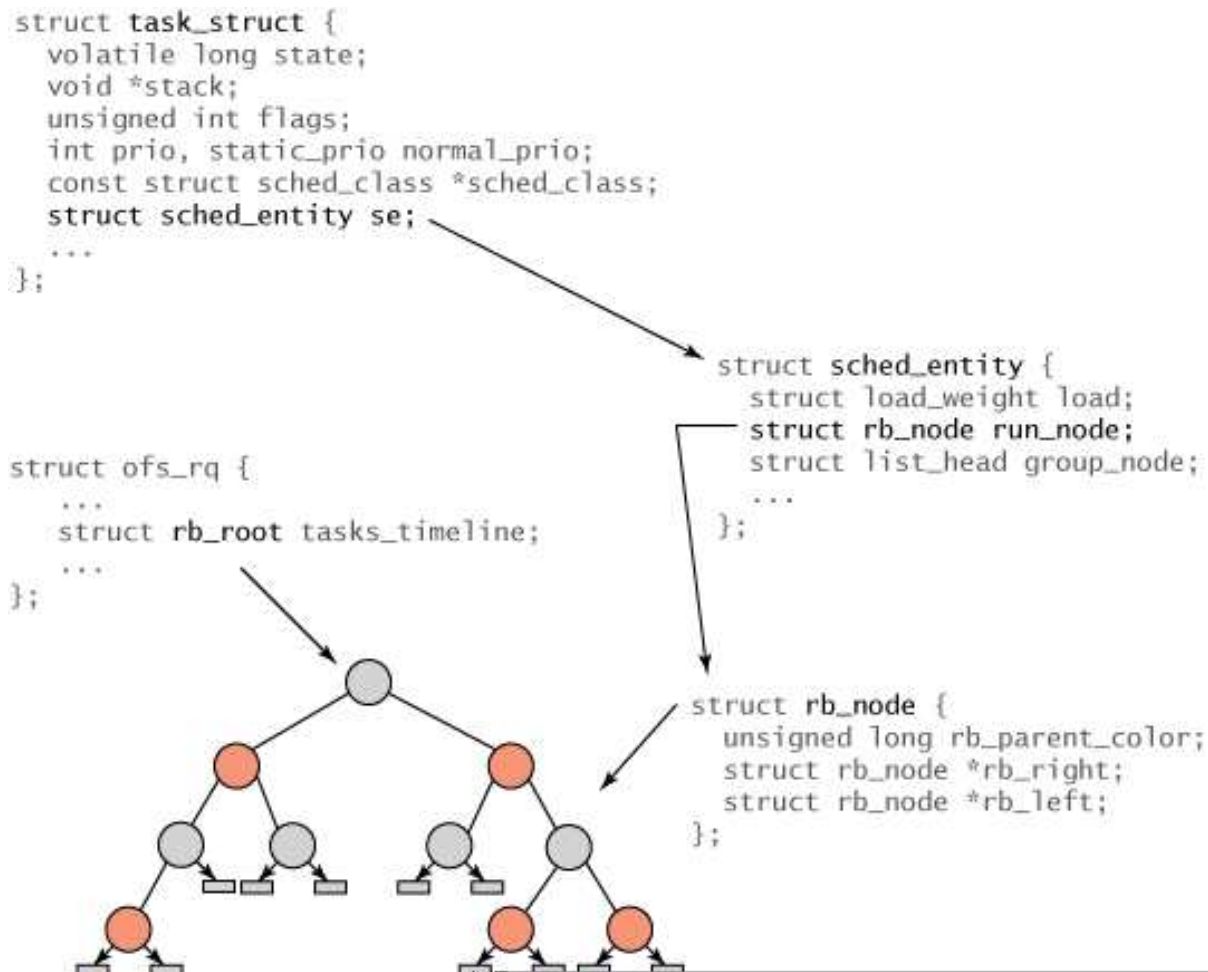 struct task_struct {
volatile long state;
void *stack;
unsigned int flags;
int prio, static_prio normal_prio;
const struct sched_class *sched_class;
struct sched_entity se;
...
};
struct sched_entity {
struct load_weight load;
struct rb_node run_node;
struct list_head group_node;
...
};
struct ofs_rq {
...
struct rb_root tasks_timeline;
...
};
struct rb_node {
unsigned long rb_parent_color;
struct rb_node *rb_right;
struct rb_node *rb_left;
};